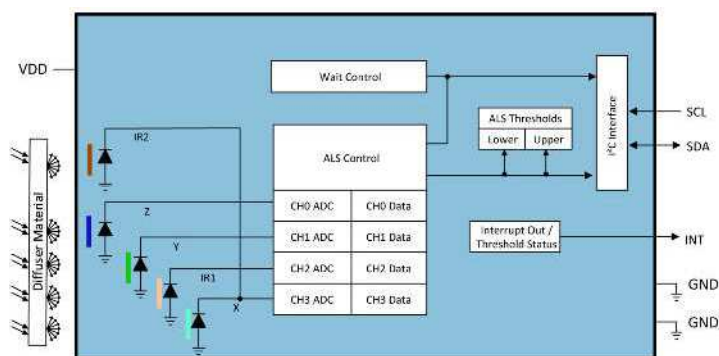 VDD
Wait Control
ALS Thresholds
Lower Upper
I²C Interface
SCL
SDA
IR2
ALS Control
Diffuser Material
Z
CH0 ADC CH0 Data
Y
CH1 ADC CH1 Data
Interrupt Out /
Threshold Status
INT
IR1
CH2 ADC CH2 Data
GND
X
CH3 ADC CH3 Data
GND